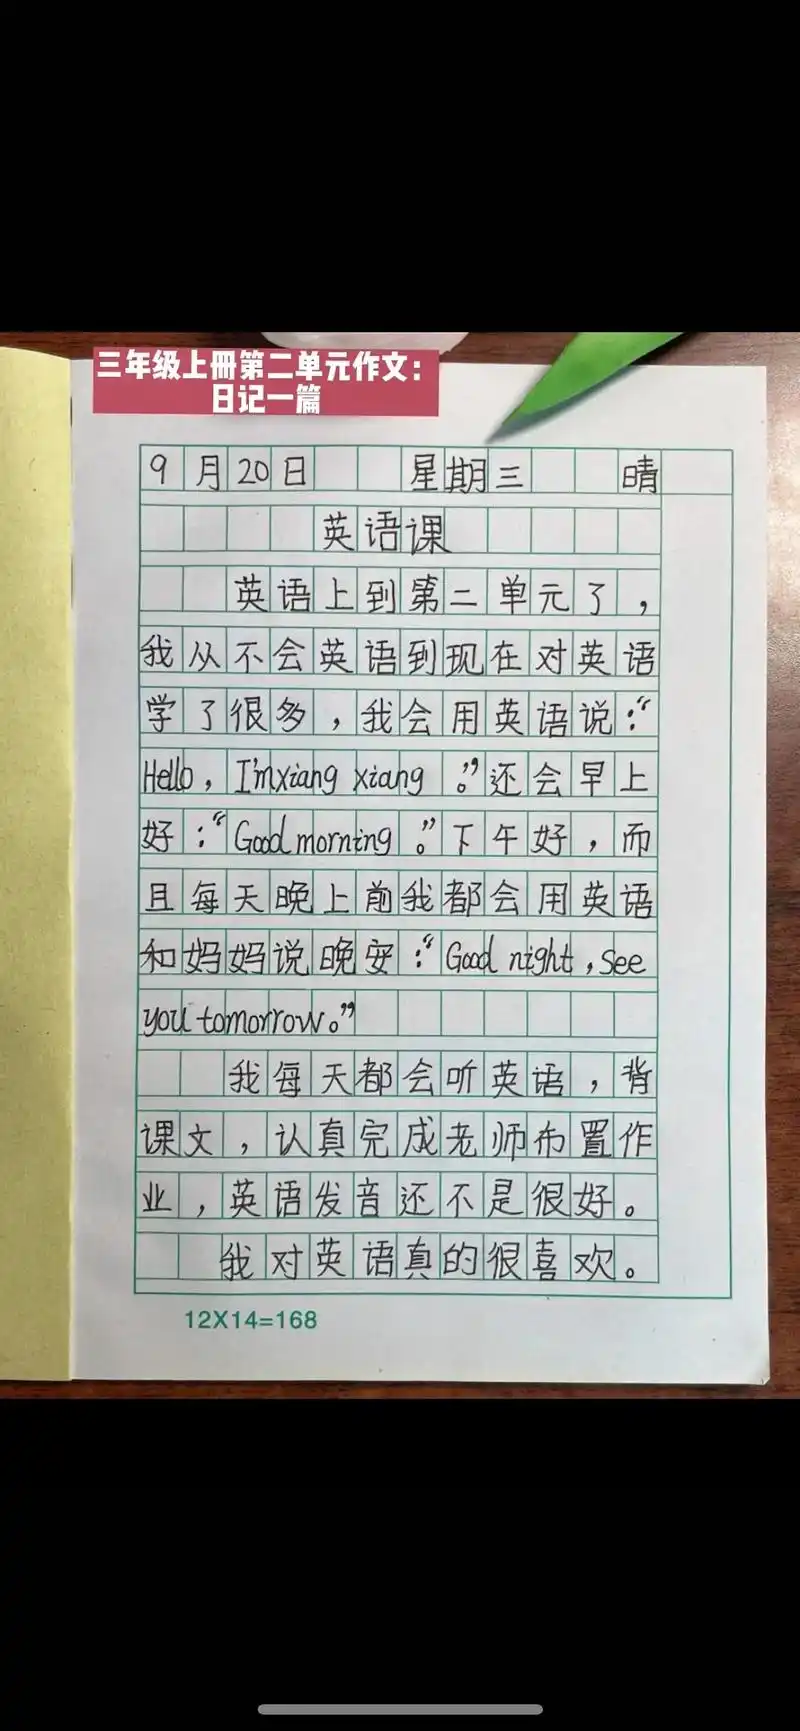 三年级上册第二单元作文：
日记一篇
9月20日 星期三 晴
英语课
英语上到第二单元了，
我从不会英语到现在对英语
学了很多，我会用英语说：“
Hello，I'm xiang xiang。”还会早上
好：“Good morning。”下午好，而
且每天晚上前我都会用英语
和妈妈说晚安：“Good night，see
you tomorrow。”
我每天都会听英语，背
课文，认真完成老师布置作
业，英语发音还不是很好。
我对英语真的很喜欢。
12X14=168